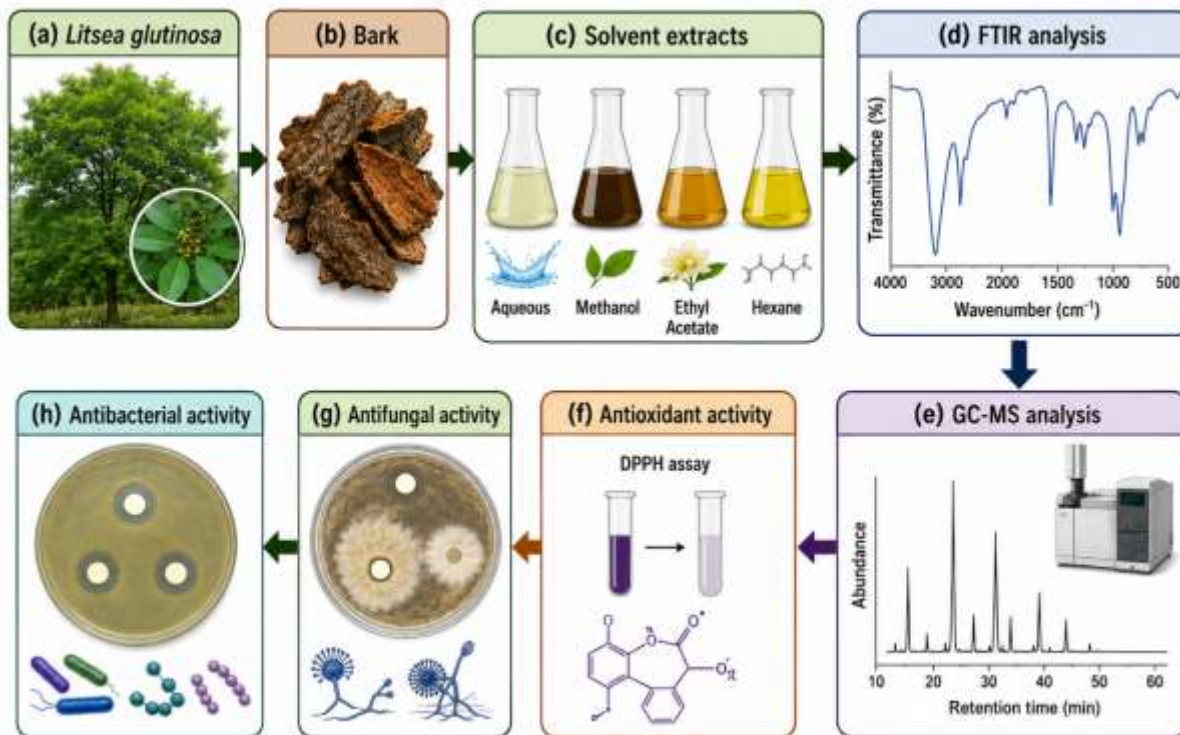 (a) Litsea glutinosa
(b) Bark
(c) Solvent extracts
Aqueous
Methanol
Ethyl
Acetate
Hexane
(d) FTIR analysis
Transmittance (%)
4000 3000 2000 1500 1000 500
Wavenumber (cm⁻¹)
(h) Antibacterial activity
(g) Antifungal activity
(f) Antioxidant activity
DPPH assay
O
O
O
O
(e) GC-MS analysis
Abundance
10 20 30 40 50 60
Retention time (min)